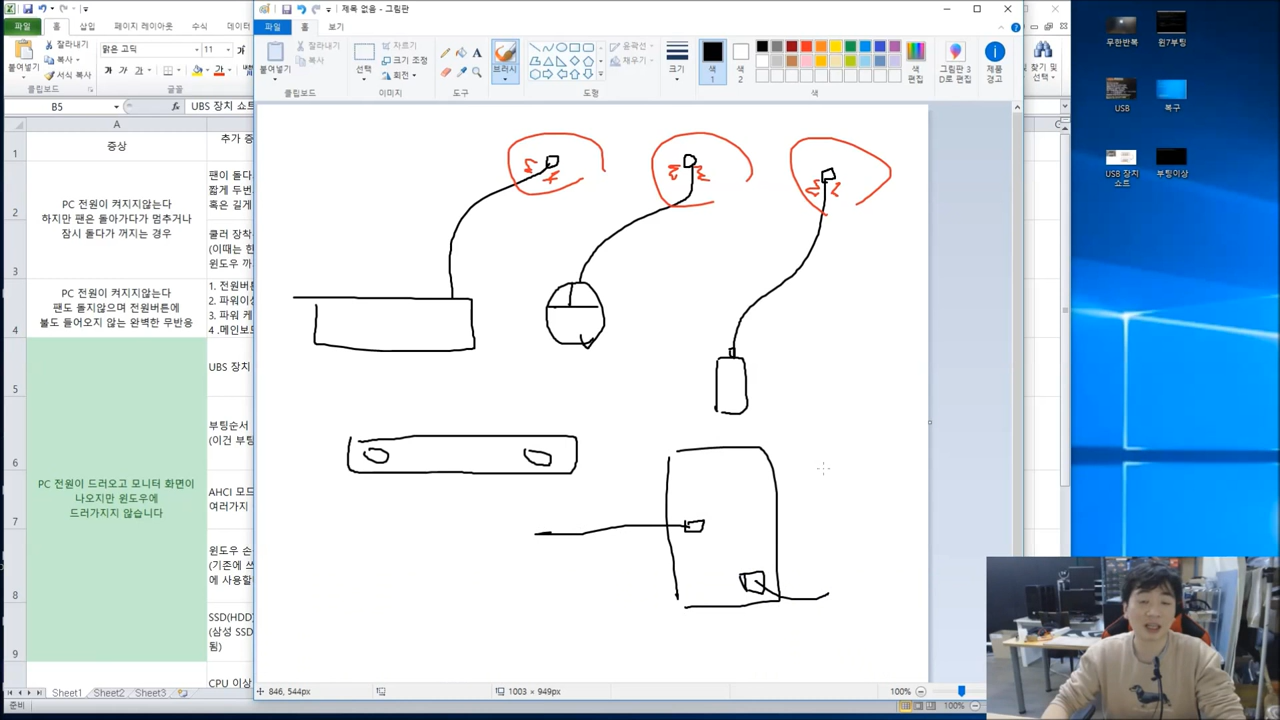 파일 홈 삽입 페이지 레이아웃 수식 데이터
붙여넣기
잘라내기
복사
서식 복사
클립보드
맑은 고딕 11
글꼴
B5
UBS 장치 쇼트
A
1 증상
추가 증
2
3
PC 전원이 커지지않는다
하지만 팬은 돌아가다가 멈추거나
잠시 돌다가 꺼지는 경우
팬이 돌다
짧게 두번
혹은 길게
쿨러 장착
(이때는 한
윈도우 까
4
PC 전원이 켜지지않는다
팬도 돌지않으며 전원버튼에
불도 들어오지 않는 완벽한 무반응
1. 전원버튼
2. 파워이상
3. 파워 케
4 .메인보드
5
UBS 장치
6
PC 전원이 드러오고 모니터 화면이
나오지만 윈도우에
드러가지지 않습니다
부팅순서
(이건 부팅
7
AHCI 모드
여러가지
8
윈도우 손
(기존에 쓰
에 사용할
9
SSD(HDD)
(삼성 SSD
됨)
CPU 이상
Sheet1 Sheet2 Sheet3
준비
제목 없음 - 그림판
파일 홈 보기
붙여넣기
잘라내기
복사
클립보드
선택
자르기
크기 조정
회전
이미지
A
도구
브러시
윤곽선
채우기
도형
크기
색
1
색
2
색
편집
색
그림판 3
D로 편집
제품
경고
846, 544px
1003 × 949px
100%
100%
찾기 및
선택
무한반복
윈7부팅
USB
복구
USB 장치
쇼트
부팅이상